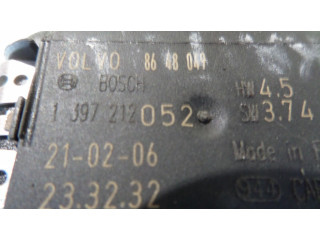 VOLVO 86 48 049
BOSCH HW 4.5
1 397 212 052 SW 3.74
21-02-06 Made in
23.32.32 944